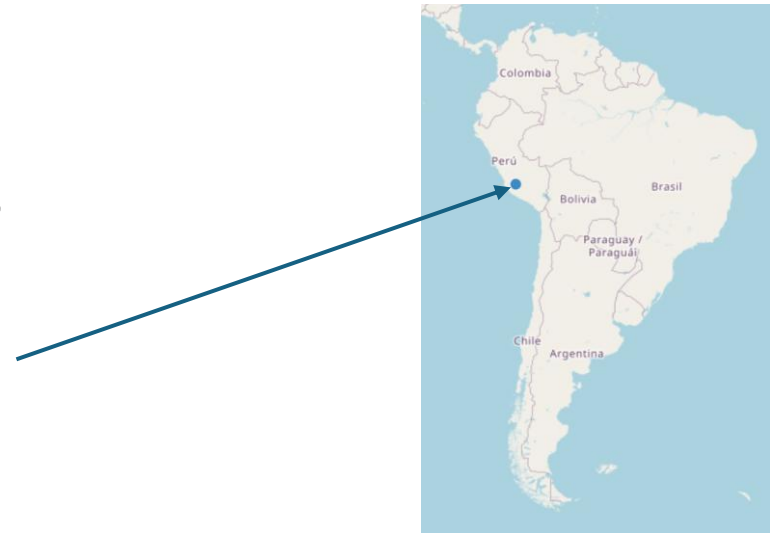 Colombia
Perú
Brasil
Bolivia
Paraguay /
Paraguái
Chile
Argentina